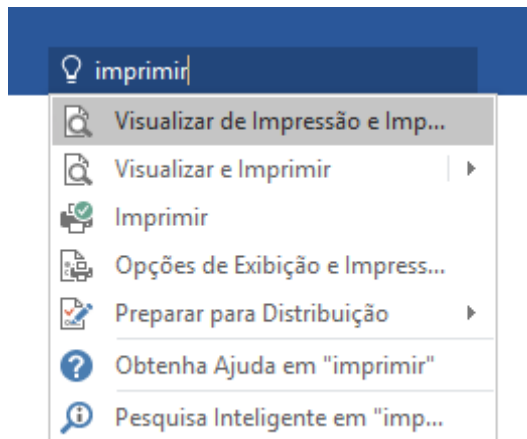 imprimir
Visualizar de Impressão e Imp...
Visualizar e Imprimir
Imprimir
Opções de Exibição e Impress...
Preparar para Distribuição
Obtenha Ajuda em "imprimir"
Pesquisa Inteligente em "imp...